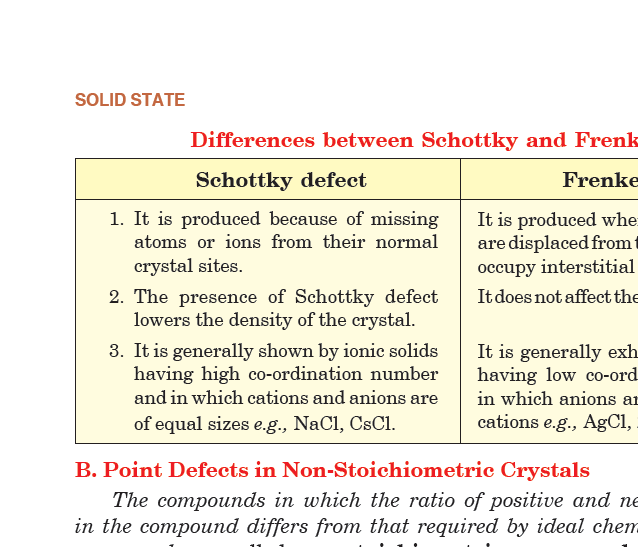 SOLID STATE
Differences between Schottky and Frenk
Schottky defect
Frenke
1. It is produced because of missing
atoms or ions from their normal
crystal sites.
It is produced whe
are displaced from t
occupy interstitial
2. The presence of Schottky defect
lowers the density of the crystal.
It does not affect the
3. It is generally shown by ionic solids
having high co-ordination number
and in which cations and anions are
of equal sizes e.g., NaCl, CsCl.
It is generally exh
having low co-ord
in which anions ar
cations e.g., AgCl,
B. Point Defects in Non-Stoichiometric Crystals
The compounds in which the ratio of positive and ne
in the compound differs from that required by ideal chem